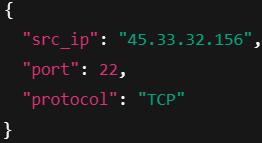 {
"src_ip": "45.33.32.156",
"port": 22,
"protocol": "TCP"
}